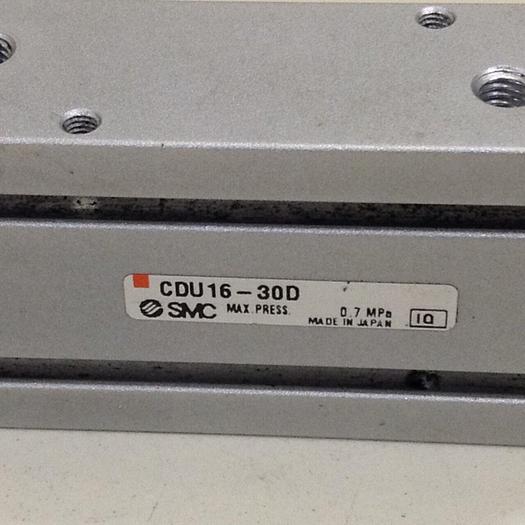 CDU16-30D
SMC MAX.PRESS. 0.7 MPa
MADE IN JAPAN IQ